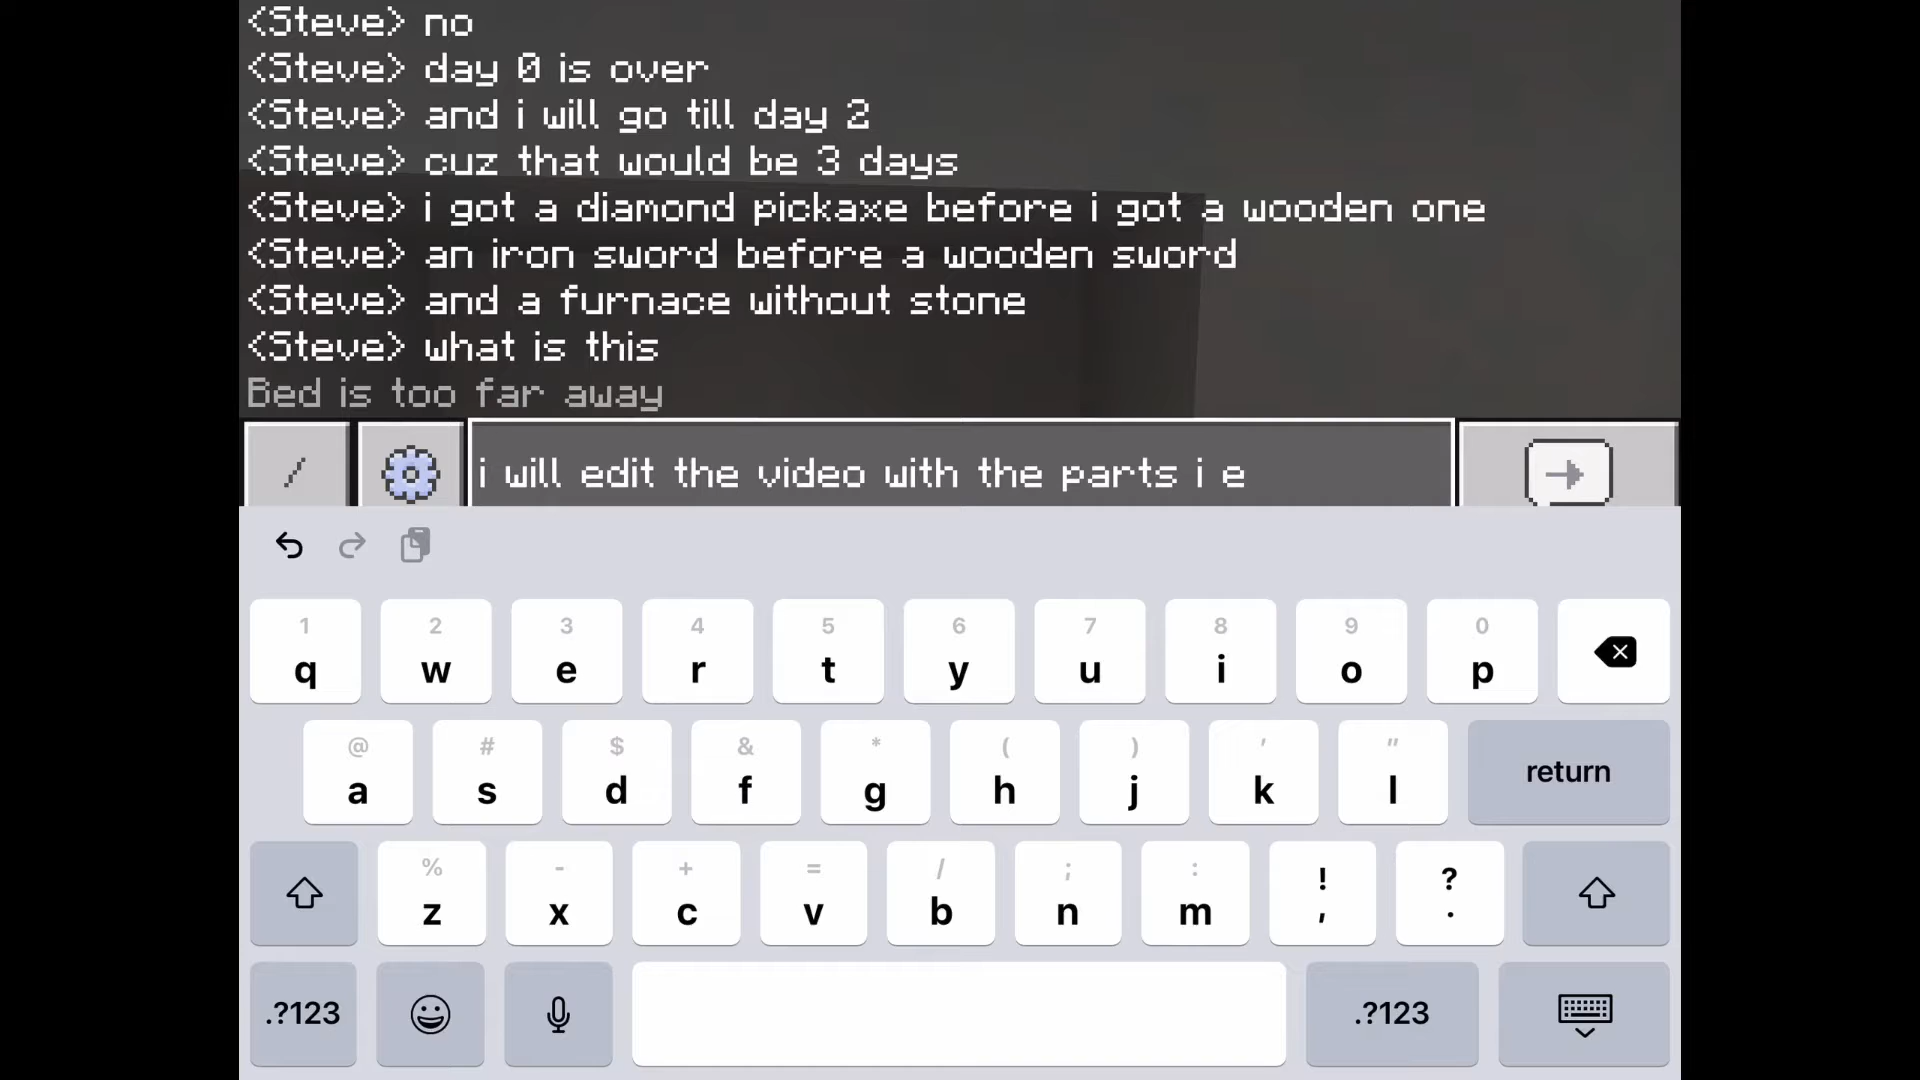 <Steve> no
<Steve> day 0 is over
<Steve> and i will go till day 2
<Steve> cuz that would be 3 days
<Steve> i got a diamond pickaxe before i got a wooden one
<Steve> an iron sword before a wooden sword
<Steve> and a furnace without stone
<Steve> what is this
Bed is too far away
/ i will edit the video with the parts i e
1 2 3 4 5 6 7 8 9 0
q w e r t y u i o p
@ # $ & * ( ) ' "
a s d f g h j k l return
% - + = / ; : ! ?
z x c v b n m , .
.?123 .?123